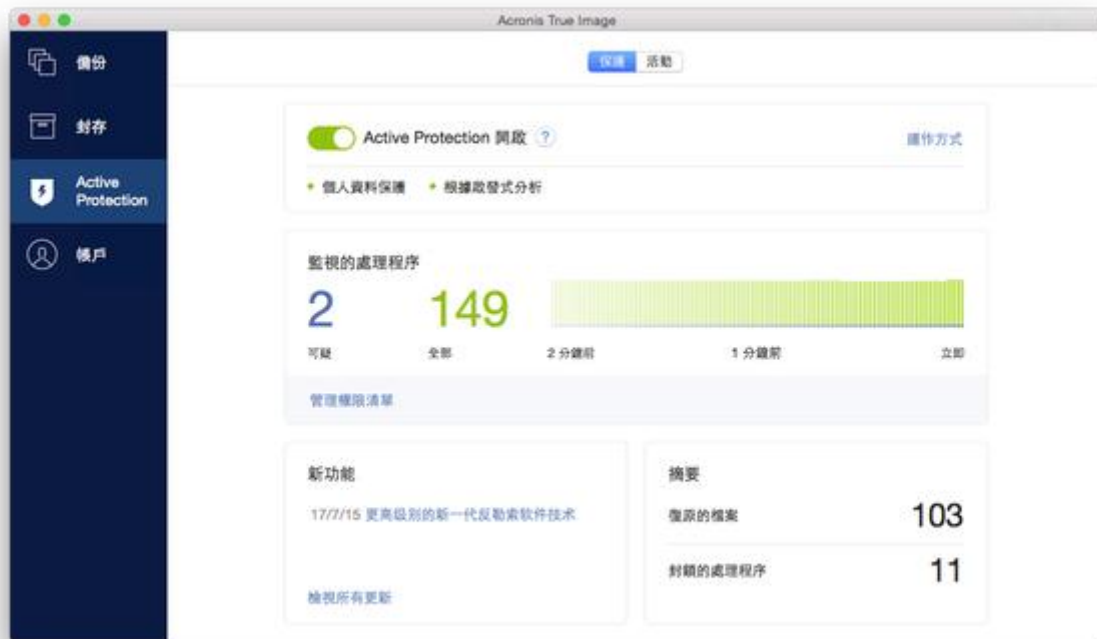 Acronis True Image
備份
封存
Active
Protection
帳戶
保護 活動
Active Protection 開啟 ?
運作方式
個人資料保護 根據啟發式分析
監視的處理程序
2 149
可疑 全部 2 分鐘前 1 分鐘前 立即
管理權限清單
新功能
17/7/15 更高级别的新一代反勒索软件技术
檢視所有更新
摘要
復原的檔案 103
封鎖的處理程序 11